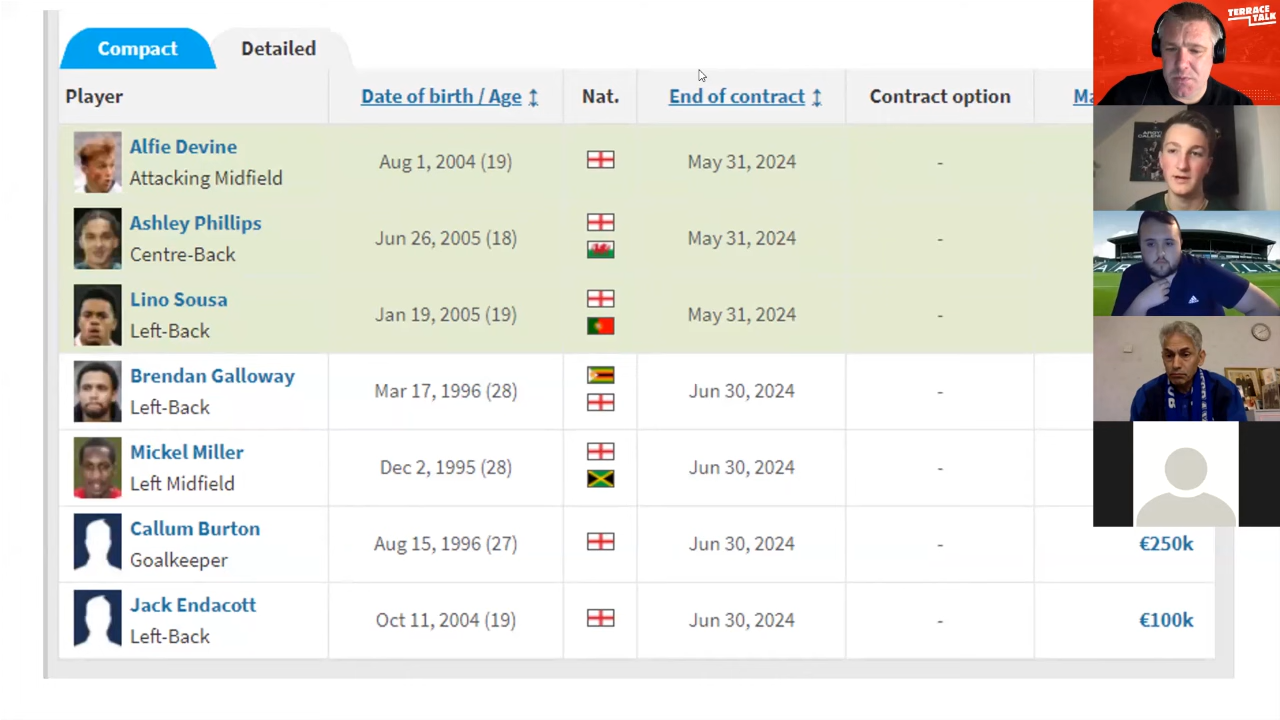 Compact Detailed
Player Date of birth / Age Nat. End of contract Contract option Ma
Alfie Devine
Attacking Midfield
Aug 1, 2004 (19) May 31, 2024 -
Ashley Phillips
Centre-Back
Jun 26, 2005 (18) May 31, 2024 -
Lino Sousa
Left-Back
Jan 19, 2005 (19) May 31, 2024 -
Brendan Galloway
Left-Back
Mar 17, 1996 (28) Jun 30, 2024 -
Mickel Miller
Left Midfield
Dec 2, 1995 (28) Jun 30, 2024 -
Callum Burton
Goalkeeper
Aug 15, 1996 (27) Jun 30, 2024 - €250k
Jack Endacott
Left-Back
Oct 11, 2004 (19) Jun 30, 2024 - €100k
TERRACE
TALK